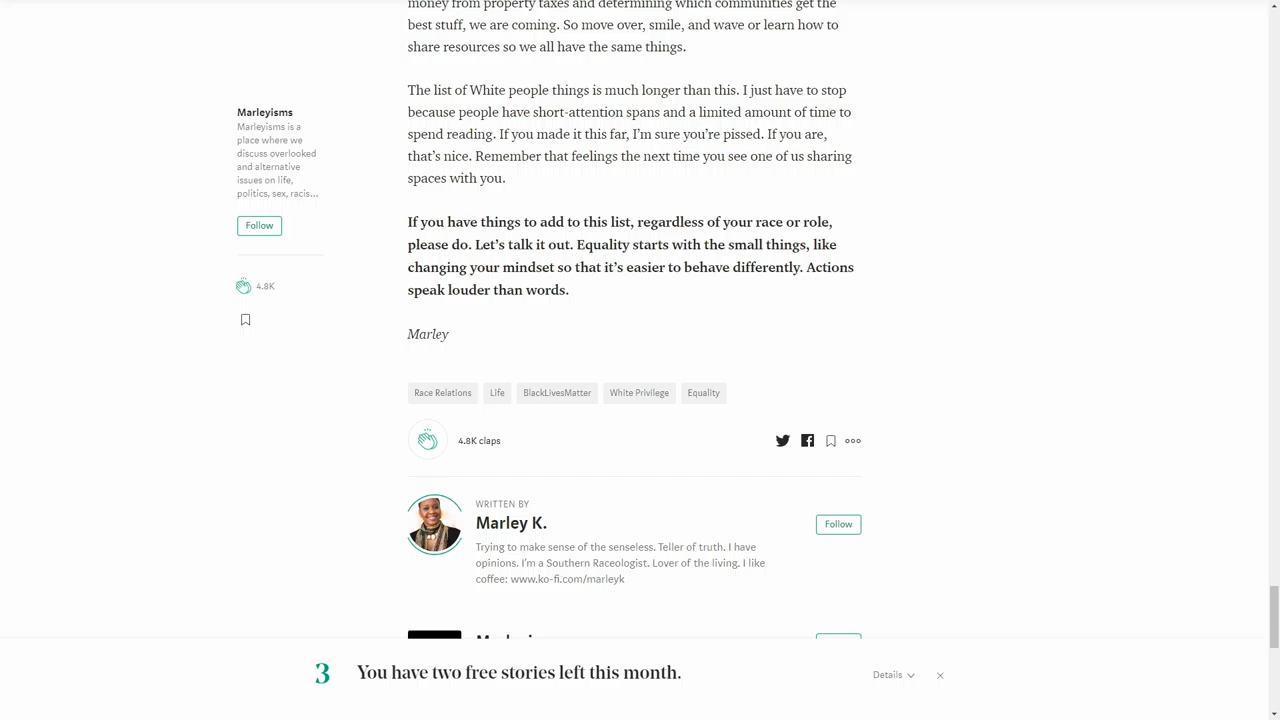 money from property taxes and determining which communities get the
best stuff, we are coming. So move over, smile, and wave or learn how to
share resources so we all have the same things.
The list of White people things is much longer than this. I just have to stop
because people have short-attention spans and a limited amount of time to
spend reading. If you made it this far, I'm sure you're pissed. If you are,
that's nice. Remember that feelings the next time you see one of us sharing
spaces with you.
If you have things to add to this list, regardless of your race or role,
please do. Let's talk it out. Equality starts with the small things, like
changing your mindset so that it's easier to behave differently. Actions
speak louder than words.
Marley
Marleyisms
Marleyisms is a
place where we
discuss overlooked
and alternative
issues on life,
politics, sex, racis...
Follow
4.8K
Race Relations Life BlackLivesMatter White Privilege Equality
4.8K claps
WRITTEN BY
Marley K.
Follow
Trying to make sense of the senseless. Teller of truth. I have
opinions. I'm a Southern Raceologist. Lover of the living. I like
coffee: www.ko-fi.com/marleyk
3 You have two free stories left this month.
Details